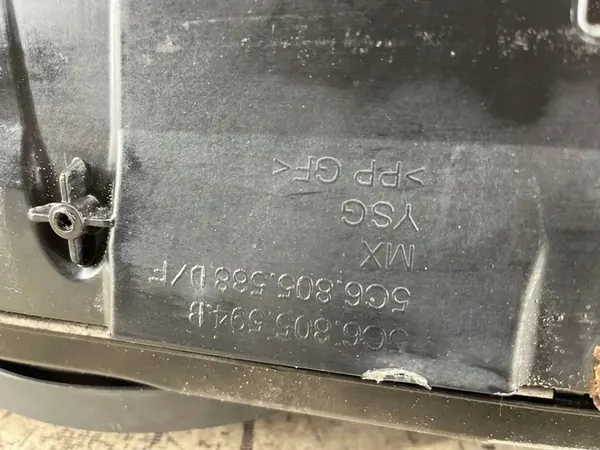 5C6.805.594.B
5C6.805.588 D/F
MX
YSG
>PP GF<